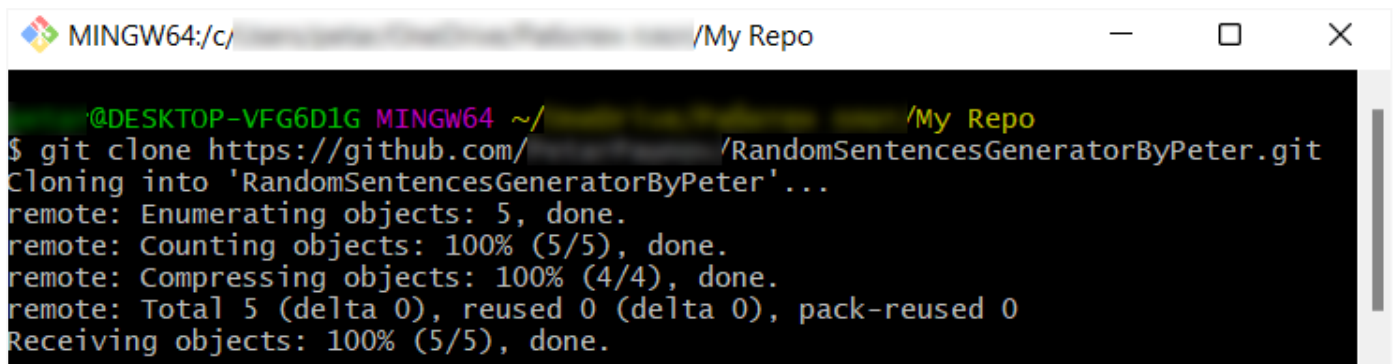 MINGW64:/c/ /My Repo
@DESKTOP-VFG6D1G MINGW64 ~/ /My Repo
$ git clone https://github.com/ /RandomSentencesGeneratorByPeter.git
Cloning into 'RandomSentencesGeneratorByPeter'...
remote: Enumerating objects: 5, done.
remote: Counting objects: 100% (5/5), done.
remote: Compressing objects: 100% (4/4), done.
remote: Total 5 (delta 0), reused 0 (delta 0), pack-reused 0
Receiving objects: 100% (5/5), done.